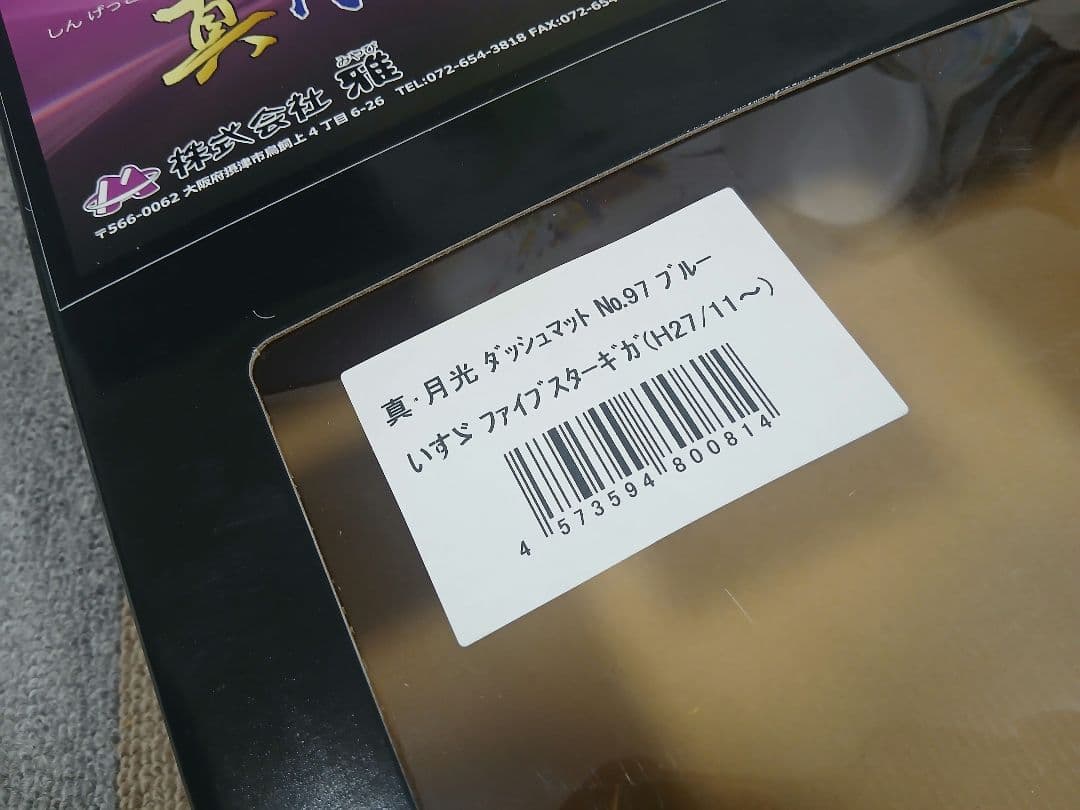 しんげっこ
真
株式会社 雅
みやび
〒566-0062 大阪府摂津市鳥飼上4丁目6-26 TEL:072-654-3818 FAX:072-654
真・月光 ダッシュマット No.97 ブルー
いすゞ ファイブスターギガ(H27/11～)
4 573594 800814